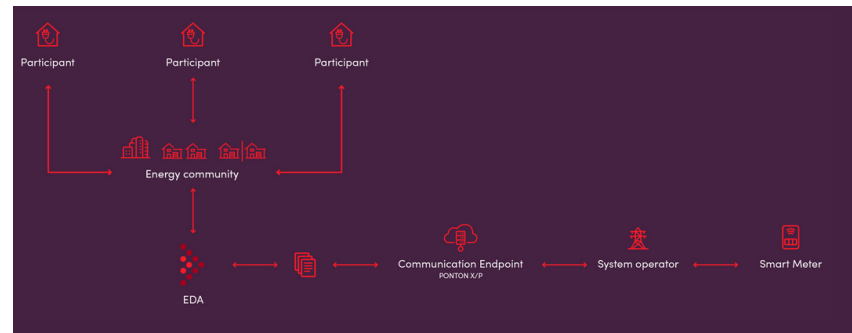 Participant
Participant
Participant
Energy community
Communication Endpoint
PONTON X/P
System operator
Smart Meter
EDA